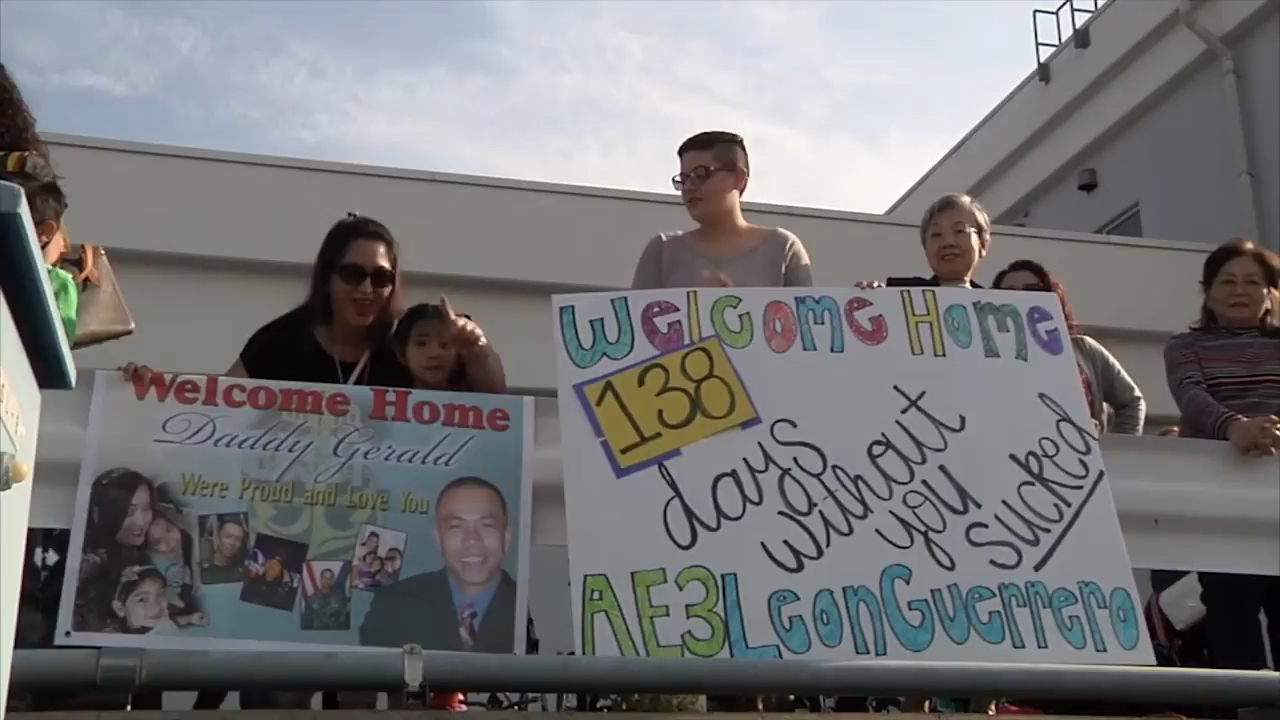 Welcome Home
Daddy Gerald
Were Proud and Love You
Welcome Home
138
days
without
you
sucked
AE3 LeonGuerrero